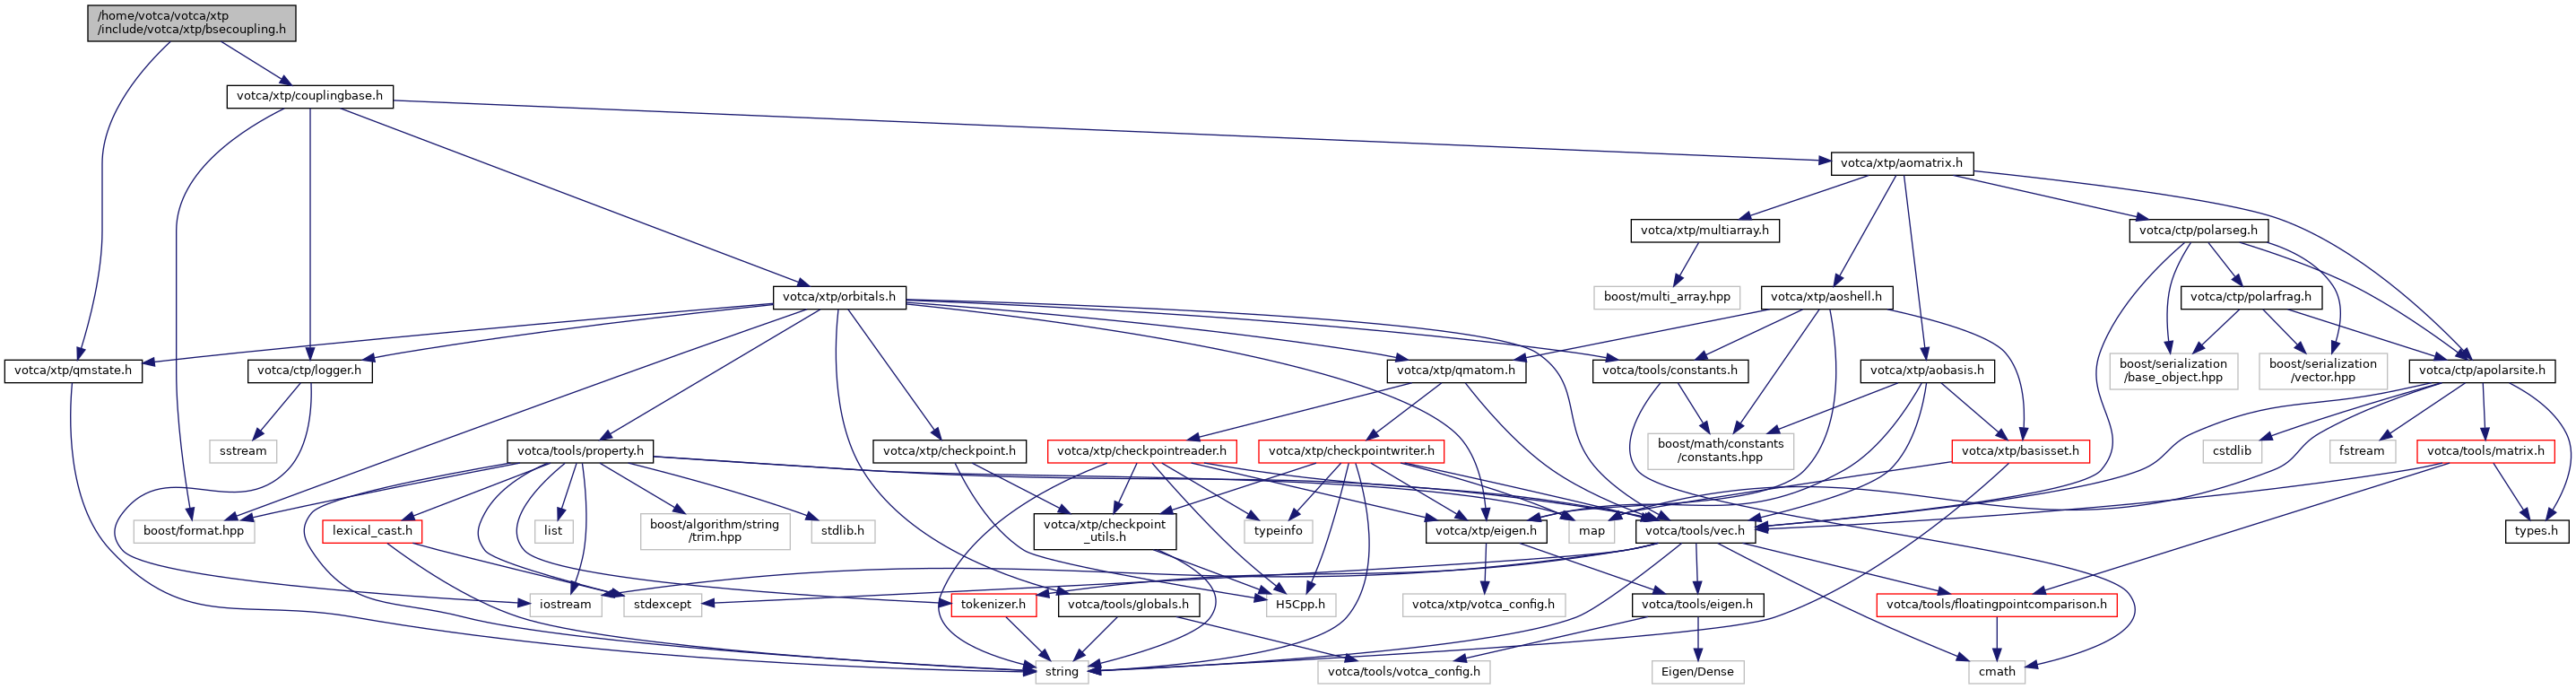 /home/votca/votca/xtp
/include/votca/xtp/bsecoupling.h
votca/xtp/couplingbase.h
votca/xtp/aomatrix.h
votca/xtp/multiarray.h
votca/ctp/polarseg.h
votca/xtp/orbitals.h
boost/multi_array.hpp
votca/xtp/aoshell.h
votca/ctp/polarfrag.h
votca/xtp/qmstate.h
votca/ctp/logger.h
votca/xtp/qmatom.h
votca/tools/constants.h
votca/xtp/aobasis.h
boost/serialization
/base_object.hpp
boost/serialization
/vector.hpp
votca/ctp/apolarsite.h
sstream
votca/tools/property.h
votca/xtp/checkpoint.h
votca/xtp/checkpointreader.h
votca/xtp/checkpointwriter.h
boost/math/constants
/constants.hpp
votca/xtp/basisset.h
cstdlib
fstream
votca/tools/matrix.h
boost/format.hpp
lexical_cast.h
list
boost/algorithm/string
/trim.hpp
stdlib.h
votca/xtp/checkpoint
_utils.h
typeinfo
votca/xtp/eigen.h
map
votca/tools/vec.h
types.h
iostream
stdexcept
tokenizer.h
votca/tools/globals.h
H5Cpp.h
votca/xtp/votca_config.h
votca/tools/eigen.h
votca/tools/floatingpointcomparison.h
string
votca/tools/votca_config.h
Eigen/Dense
cmath